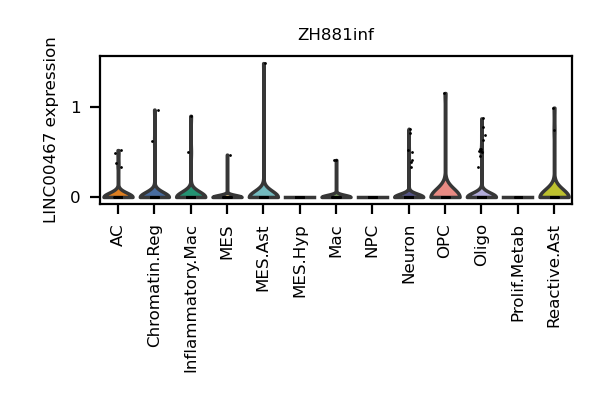 ZH881inf
LINC00467 expression
1
0
AC
Chromatin.Reg
Inflammatory.Mac
MES
MES.Ast
MES.Hyp
Mac
NPC
Neuron
OPC
Oligo
Prolif.Metab
Reactive.Ast